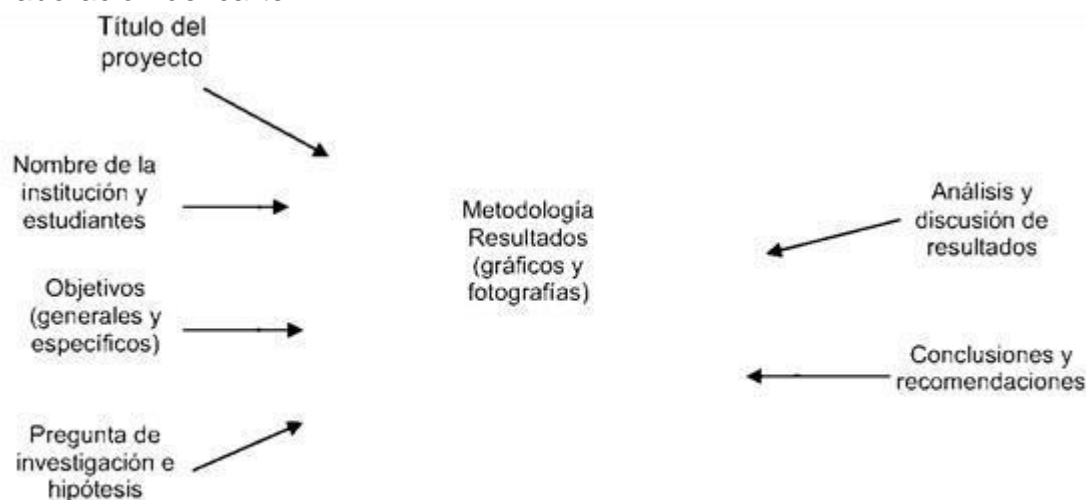 Título del
proyecto
Nombre de la
institución y
estudiantes
Objetivos
(generales y
específicos)
Pregunta de
investigación e
hipótesis
Metodología
Resultados
(gráficos y
fotografías)
Análisis y
discusión de
resultados
Conclusiones y
recomendaciones